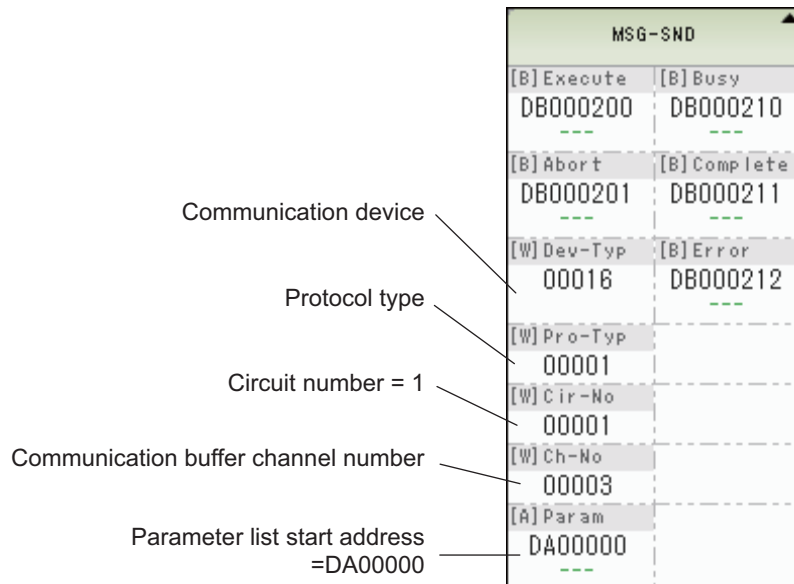 MSG-SND
[B]Execute [B]Busy
DB000200 DB000210
--- ---
[B]Abort [B]Complete
DB000201 DB000211
--- ---
Communication device
[W]Dev-Typ [B]Error
00016 DB000212
---
Protocol type
[W]Pro-Typ
00001
Circuit number = 1
[W]Cir-No
00001
Communication buffer channel number
[W]Ch-No
00003
Parameter list start address
=DA00000
[A]Param
DA00000
---